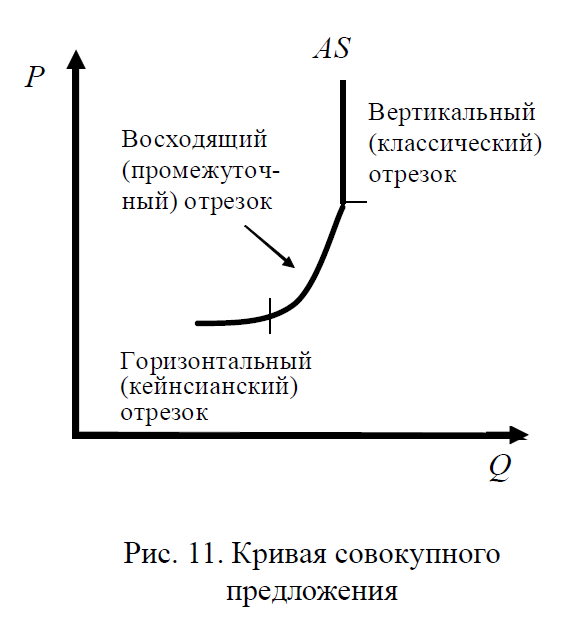 AS
P
Вертикальный
(классический)
отрезок
Восходящий
(промежуточ-
ный) отрезок
Горизонтальный
(кейнсианский)
отрезок
Q
Рис. 11. Кривая совокупного
предложения